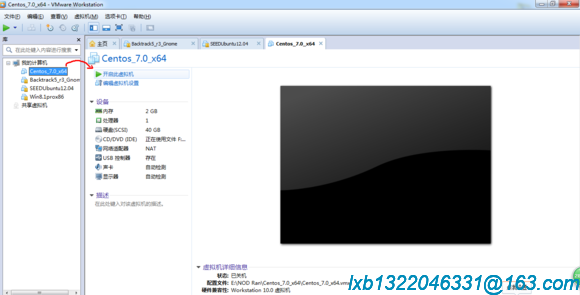 Centos_7.0_x64 - VMware Workstation
文件(F) 编辑(E) 查看(V) 虚拟机(M) 选项卡(T) 帮助(H)
库
在此处键入内容进行搜索
我的计算机
Centos_7.0_x64
Backtrack5_r3_Gnome
SEEDUbuntu12.04
Win8.1prox86
共享虚拟机
主页 Backtrack5_r3_Gnome SEEDUbuntu12.04 Centos_7.0_x64
Centos_7.0_x64
开启此虚拟机
编辑虚拟机设置
设备
内存 2 GB
处理器 1
硬盘(SCSI) 40 GB
CD/DVD (IDE) 正在使用文件 F:...
网络适配器 NAT
USB 控制器 存在
声卡 自动检测
显示器 自动检测
描述
在此处键入对该虚拟机的描述。
虚拟机详细信息
状态: 已关机
配置文件: E:\NOD Ran\Centos_7.0_x64\Centos_7.0_x64.vmx
硬件兼容性: Workstation 10.0 虚拟机
lxb1322046331@163.com